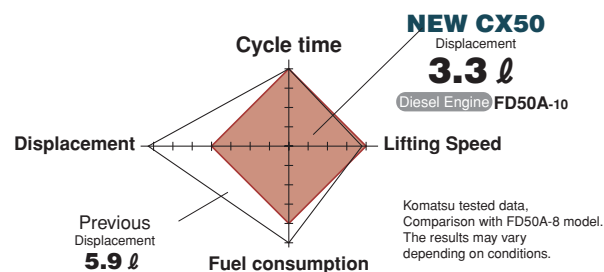 NEW CX50
Displacement
3.3 ℓ
Diesel Engine FD50A-10
Cycle time
Displacement
Lifting Speed
Previous
Displacement
5.9 ℓ
Fuel consumption
Komatsu tested data,
Comparison with FD50A-8 model.
The results may vary
depending on conditions.